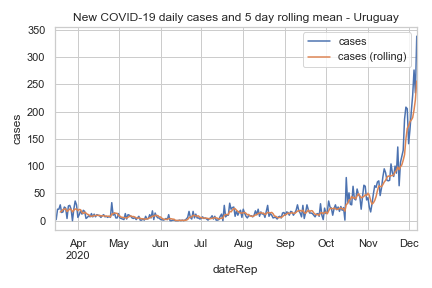 New COVID-19 daily cases and 5 day rolling mean - Uruguay
cases
cases (rolling)
cases
350
300
250
200
150
100
50
0
Apr May Jun Jul Aug Sep Oct Nov Dec
2020
dateRep